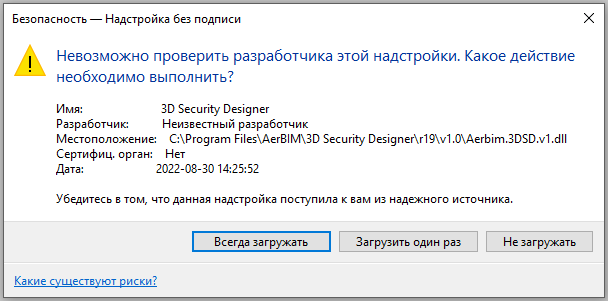 Безопасность — Надстройка без подписи
Невозможно проверить разработчика этой надстройки. Какое действие
необходимо выполнить?
Имя: 3D Security Designer
Разработчик: Неизвестный разработчик
Местоположение: C:\Program Files\AerBIM\3D Security Designer\r19\v1.0\Aerbim.3DSD.v1.dll
Сертифиц. орган: Нет
Дата: 2022-08-30 14:25:52
Убедитесь в том, что данная надстройка поступила к вам из надежного источника.
Всегда загружать Загрузить один раз Не загружать
Какие существуют риски?